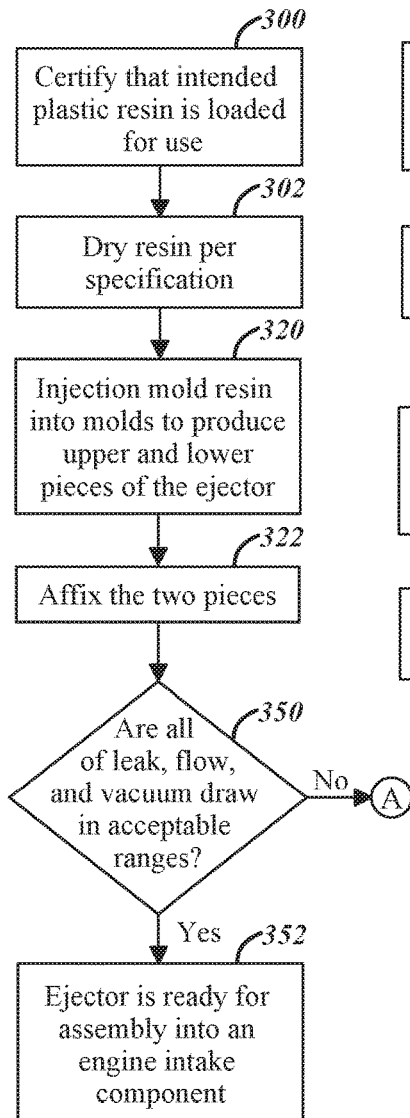 300
Certify that intended
plastic resin is loaded
for use
302
Dry resin per
specification
320
Injection mold resin
into molds to produce
upper and lower
pieces of the ejector
322
Affix the two pieces
350
Are all
of leak, flow,
and vacuum draw
in acceptable
ranges?
No
A
Yes
352
Ejector is ready for
assembly into an
engine intake
component